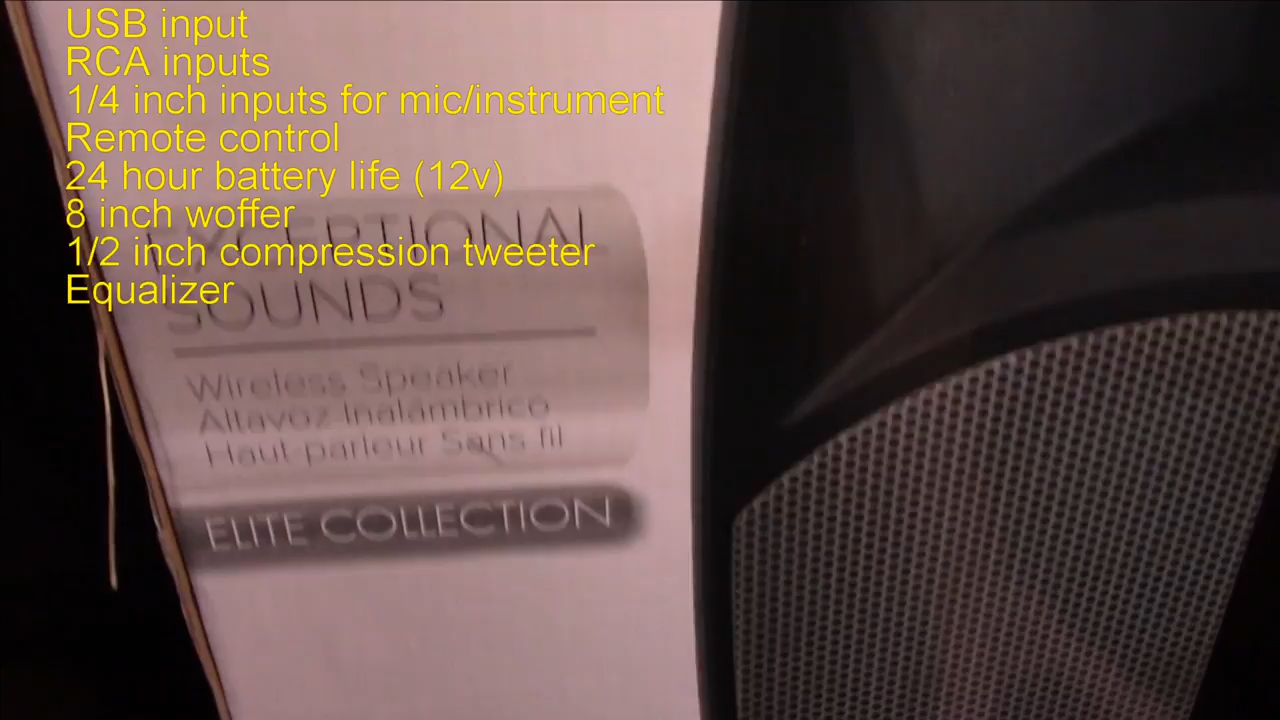 USB input
RCA inputs
1/4 inch inputs for mic/instrument
Remote control
24 hour battery life (12v)
8 inch woffer
1/2 inch compression tweeter
Equalizer
EXCEPTIONAL
SOUNDS
Wireless Speaker
Altavoz Inalámbrico
Haut-parleur Sans fil
ELITE COLLECTION